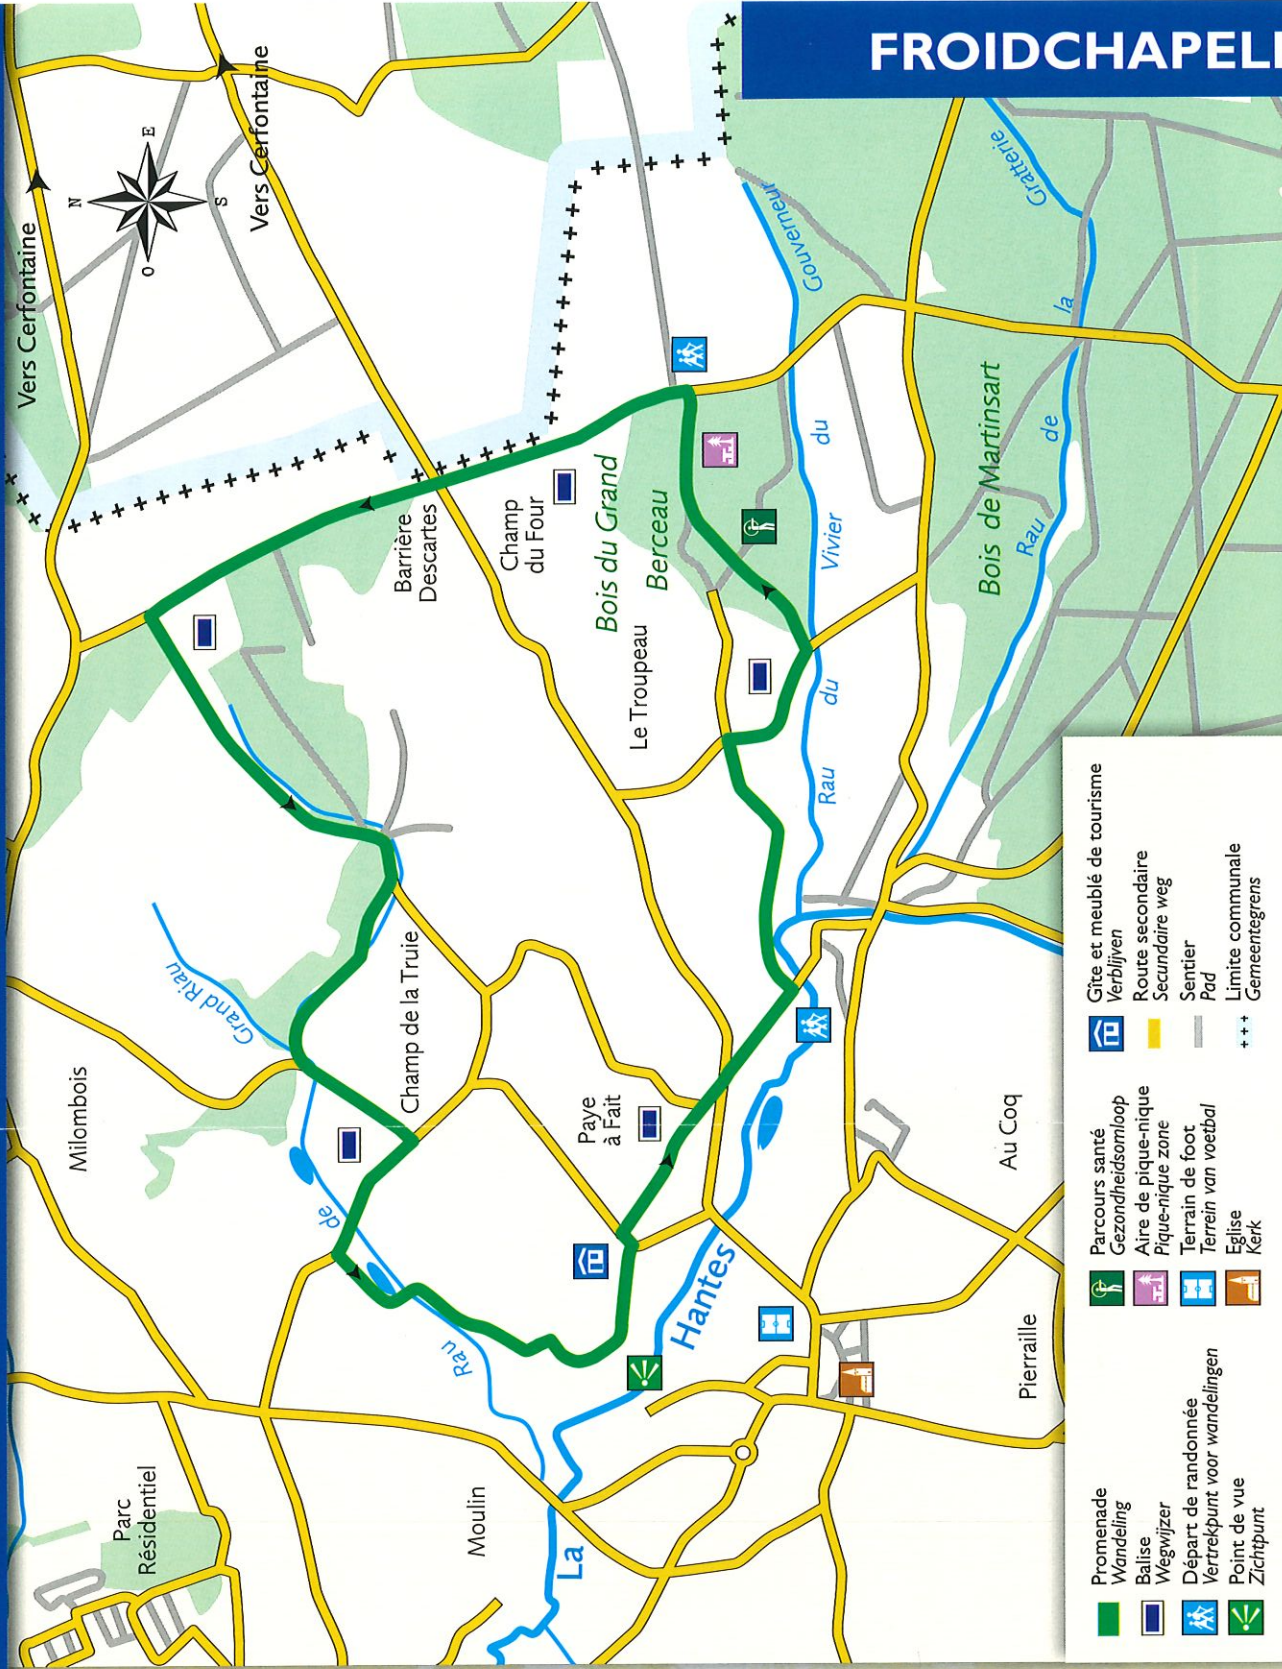 FROIDCHAPELL
Vers Cerfontaine
Vers Cerfontaine
N
E
S
O
Gouverneur
du
Vivier
du
Rau
Gratterie
la
de
Rau
Bois de Martinsart
Barrière
Descartes
Champ
du Four
Bois du Grand
Berceau
Le Troupeau
Grand Riau
de
Rau
Milombois
Champ de la Truie
Paye
à Fait
Au Coq
Pierraille
La
Hantes
Moulin
Parc
Résidentiel
Promenade
Wandeling
Balise
Wegwijzer
Départ de randonnée
Vertrekpunt voor wandelingen
Point de vue
Zichtpunt
Parcours santé
Gezondheidsomloop
Aire de pique-nique
Pique-nique zone
Terrain de foot
Terrein van voetbal
Eglise
Kerk
Gîte et meublé de tourisme
Verblijven
Route secondaire
Secundaire weg
Sentier
Pad
Limite communale
Gemeentegrens